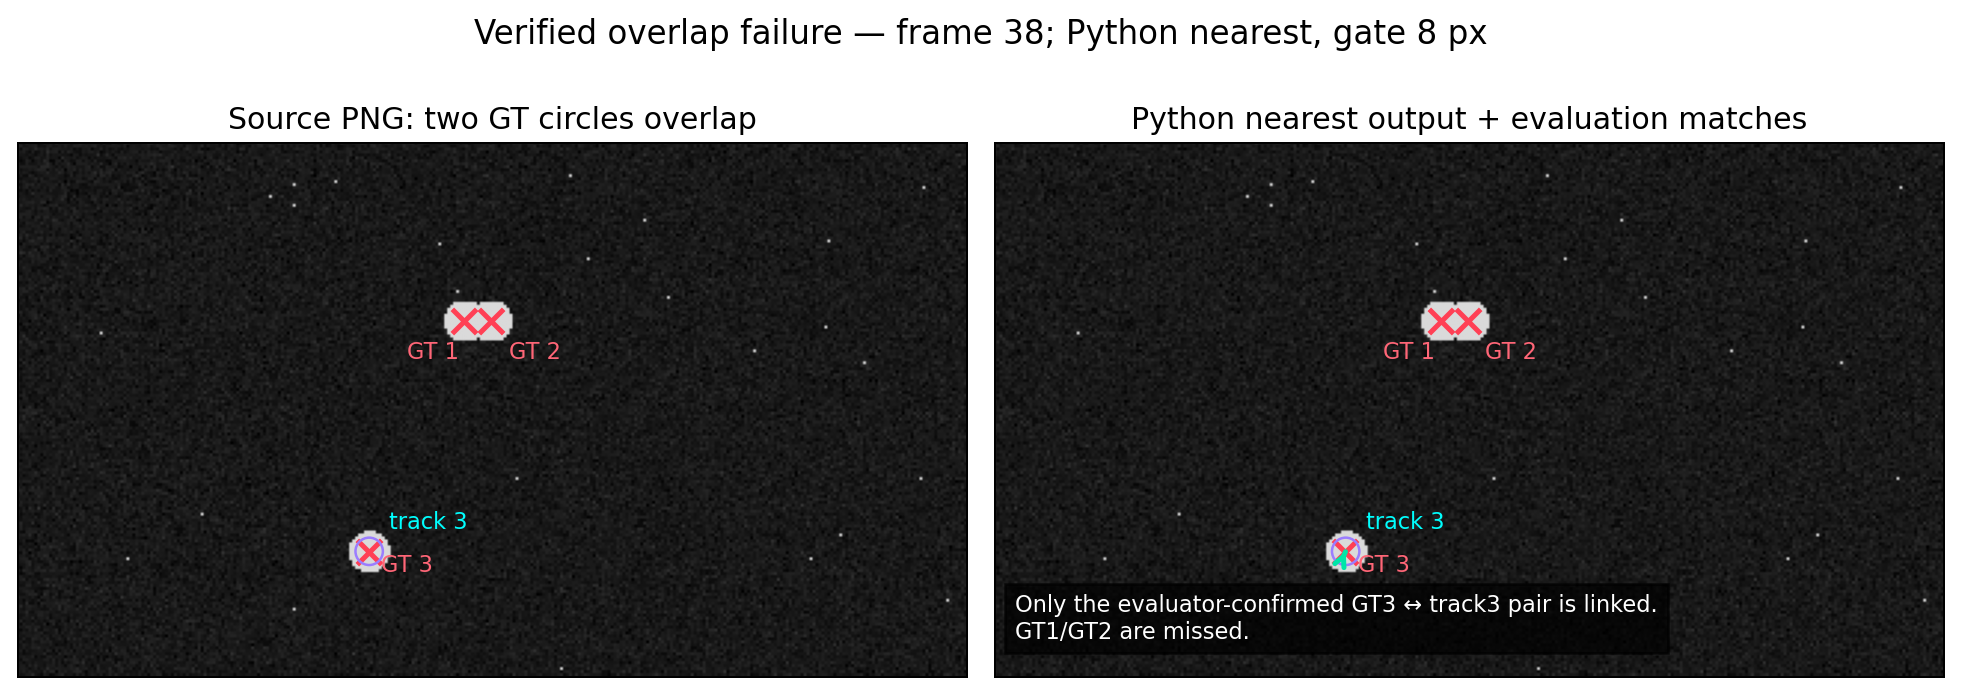 Verified overlap failure — frame 38; Python nearest, gate 8 px
Source PNG: two GT circles overlap
GT 1
GT 2
track 3
GT 3
Python nearest output + evaluation matches
GT 1
GT 2
track 3
GT 3
Only the evaluator-confirmed GT3 ↔ track3 pair is linked.
GT1/GT2 are missed.